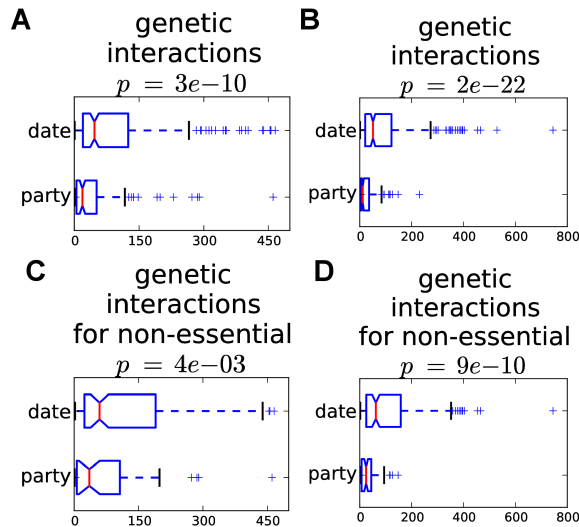 A
genetic
interactions
p = 3e−10
date
party
0 150 300 450
B
genetic
interactions
p = 2e−22
date
party
0 200 400 600 800
C
genetic
interactions
for non-essential
p = 4e−03
date
party
0 150 300 450
D
genetic
interactions
for non-essential
p = 9e−10
date
party
0 200 400 600 800